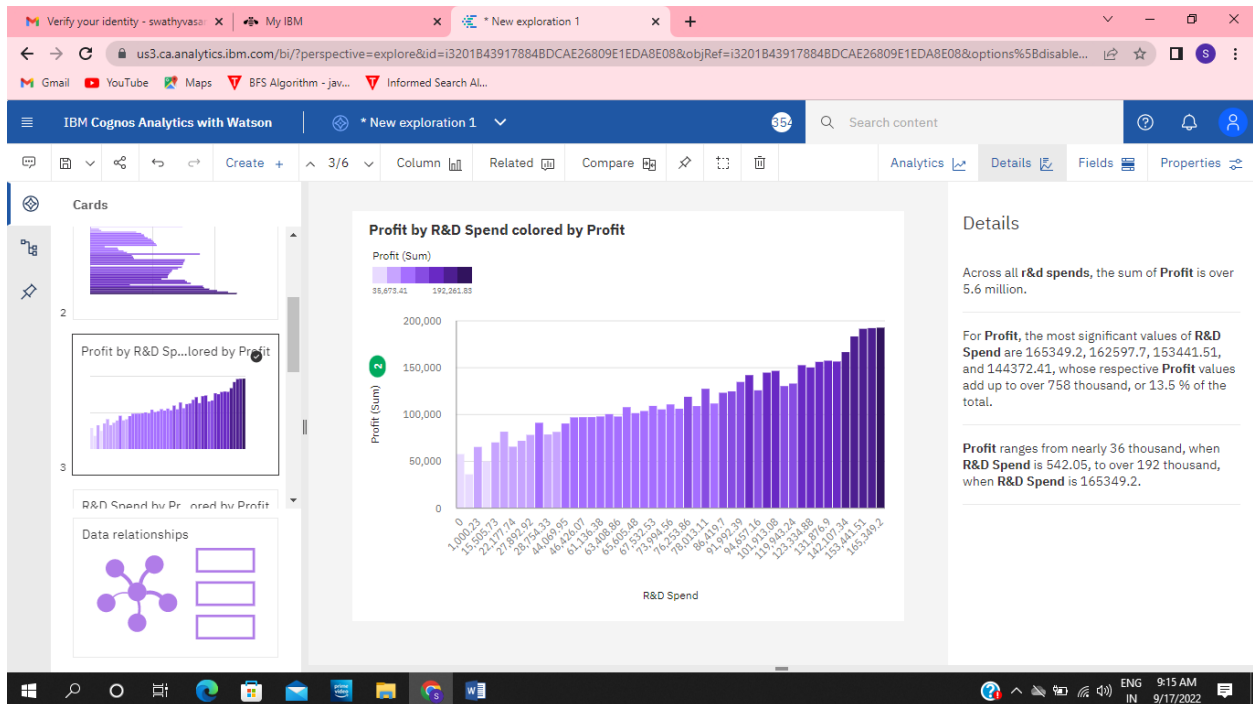 Verify your identity - swathyvasa
My IBM
* New exploration 1
us3.ca.analytics.ibm.com/bi/?perspective=explore&id=i3201B43917884BDCAE26809E1EDA8E08&objRef=i3201B43917884BDCAE26809E1EDA8E08&options%5Bdisable...
S
Gmail
YouTube
Maps
BFS Algorithm - jav...
Informed Search Al...
IBM Cognos Analytics with Watson
* New exploration 1
354
Search content
Create +
3/6
Column
Related
Compare
Analytics
Details
Fields
Properties
Cards
2
Profit by R&D Sp...lored by Profit
3
R&D Spend by Pr...ored by Profit
Data relationships
Profit by R&D Spend colored by Profit
Profit (Sum)
35,673.41 192,261.83
200,000
150,000
100,000
50,000
0
Profit (Sum)
2
0
1,000.23
15,505.73
22,177.74
27,892.92
28,754.33
44,069.95
46,426.07
61,136.38
63,408.86
65,605.48
67,532.53
73,994.56
76,253.86
78,013.11
86,419.7
91,992.39
94,657.16
101,913.08
119,943.24
123,334.88
131,876.9
142,107.34
153,441.51
165,349.2
R&D Spend
Details
Across all r&d spends, the sum of Profit is over
5.6 million.
For Profit, the most significant values of R&D
Spend are 165349.2, 162597.7, 153441.51,
and 144372.41, whose respective Profit values
add up to over 758 thousand, or 13.5 % of the
total.
Profit ranges from nearly 36 thousand, when
R&D Spend is 542.05, to over 192 thousand,
when R&D Spend is 165349.2.
prime video
S
W
ENG
IN
9:15 AM
9/17/2022